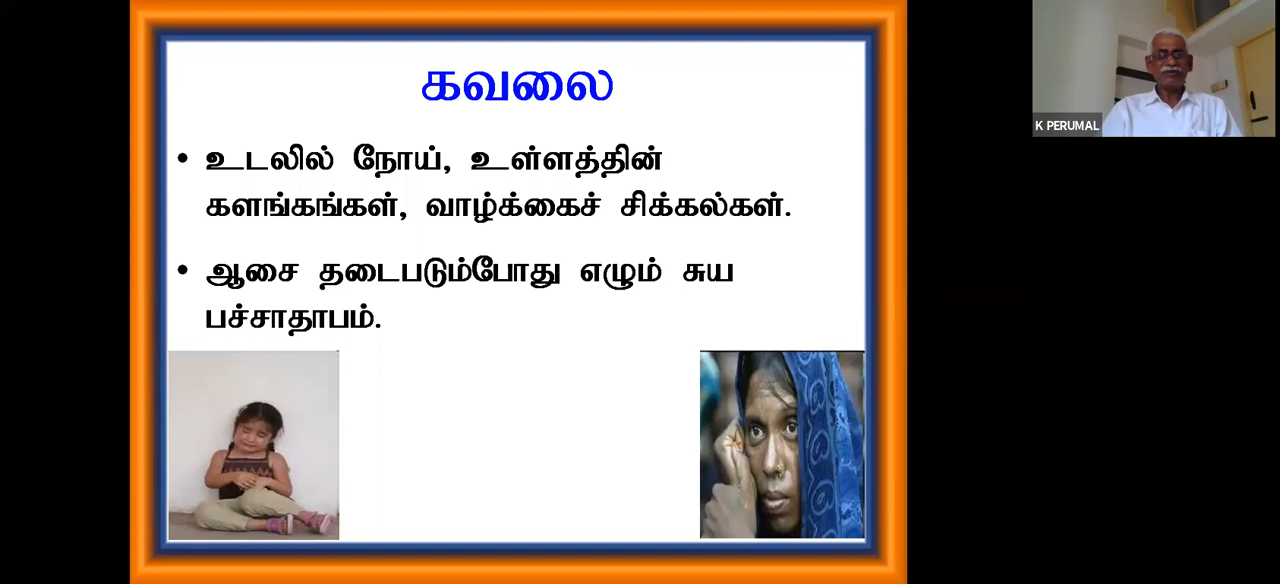 கவலை
• உடலில் நோய், உள்ளத்தின்
களங்கங்கள், வாழ்க்கைச் சிக்கல்கள்.
• ஆசை தடைபடும்போது எழும் சுய
பச்சாதாபம்.
K PERUMAL